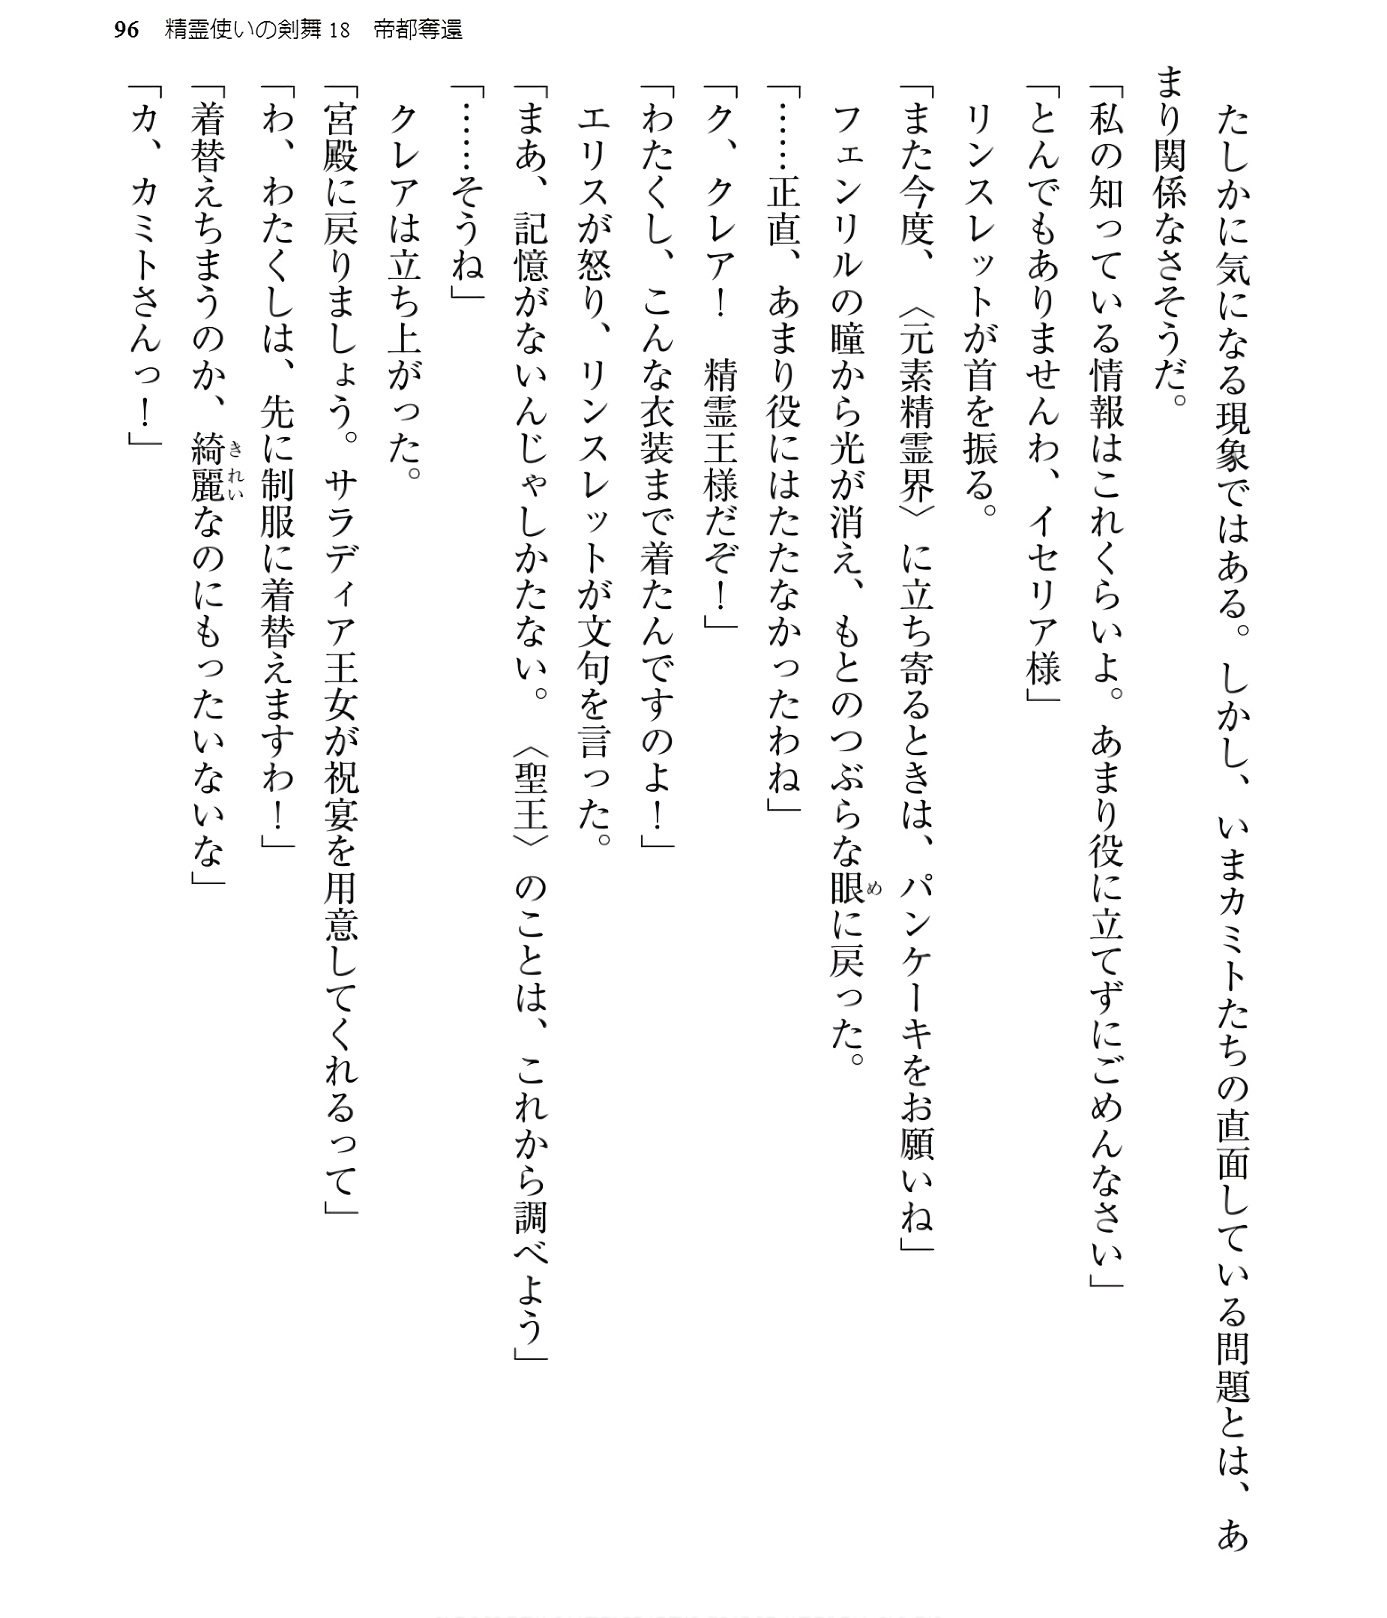 96 精霊使いの剣舞18 帝都奪還
　たしかに気になる現象ではある。しかし、いまカミトたちの直面している問題とは、あ
まり関係なさそうだ。
「私の知っている情報はこれくらいよ。あまり役に立てずにごめんなさい」
「とんでもありませんわ、イセリア様」
　リンスレットが首を振る。
「また今度、〈元素精霊界〉に立ち寄るときは、パンケーキをお願いね」
　フェンリルの瞳から光が消え、もとのつぶらな眼めに戻った。
「……正直、あまり役にはたたなかったわね」
「ク、クレア！　精霊王様だぞ！」
「わたくし、こんな衣装まで着たんですのよ！」
　エリスが怒り、リンスレットが文句を言った。
「まあ、記憶がないんじゃしかたない。〈聖王〉のことは、これから調べよう」
「……そうね」
　クレアは立ち上がった。
「宮殿に戻りましょう。サラディア王女が祝宴を用意してくれるって」
「わ、わたくしは、先に制服に着替えますわ！」
「着替えちまうのか、綺麗きれいなのにもったいないな」
「カ、カミトさんっ！」